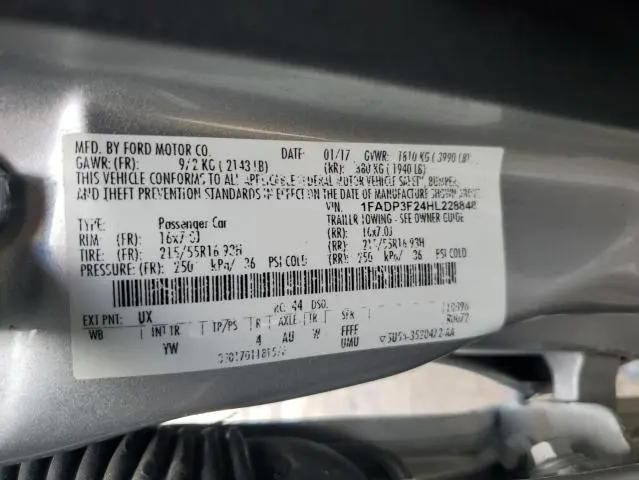 MFD. BY FORD MOTOR CO.
DATE: 01/17 GVWR: 1810 KG ( 3990 LB)
GAWR: (FR): 972 KG ( 2143 LB) (RR): 880 KG ( 1940 LB)
THIS VEHICLE CONFORMS TO ALL APPLICABLE FEDERAL MOTOR VEHICLE SAFETY, BUMPER,
AND THEFT PREVENTION STANDARDS IN EFFECT ON THE DATE OF MANUFACTURE SHOWN ABOVE.
VIN: 1FADP3F24HL228848
TYPE: Passenger Car TRAILER TOWING - SEE OWNER GUIDE
RIM (FR): 16x7.0J (RR): 16x7.0J
TIRE: (FR): 215/55R16 93H (RR): 215/55R16 93H
PRESSURE: (FR): 250 kPa/ 36 PSI COLD (RR): 250 kPa/ 36 PSI COLD
EXT PNT: UX RC: 44 DSO:
WB INT TR TP/PS R AXLE TR SPR
YW 4 AU W FFFF
UMU